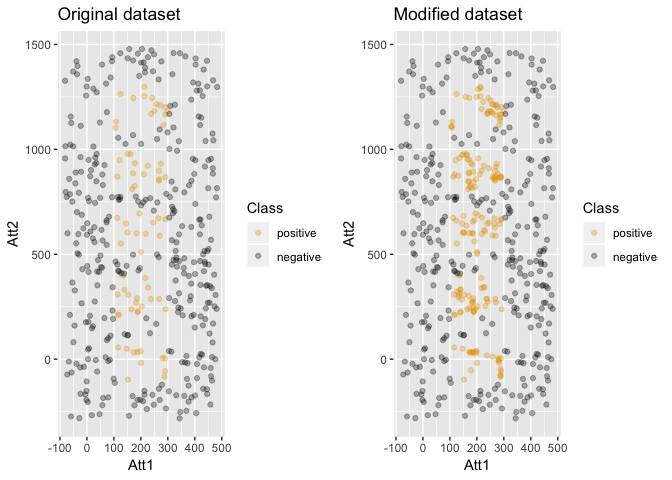 Original dataset
1500
1000
500
0
Att2
-100 0 100 200 300 400 500
Att1
Class
positive
negative
Modified dataset
1500
1000
500
0
Att2
-100 0 100 200 300 400 500
Att1
Class
positive
negative